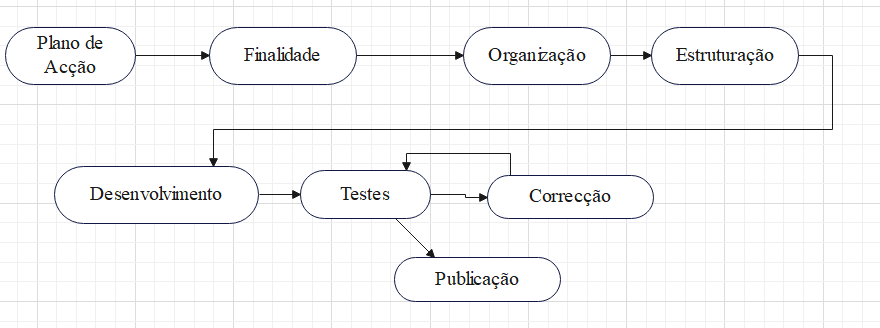 Plano de
Acção
Finalidade
Organização
Estruturação
Desenvolvimento
Testes
Correcção
Publicação